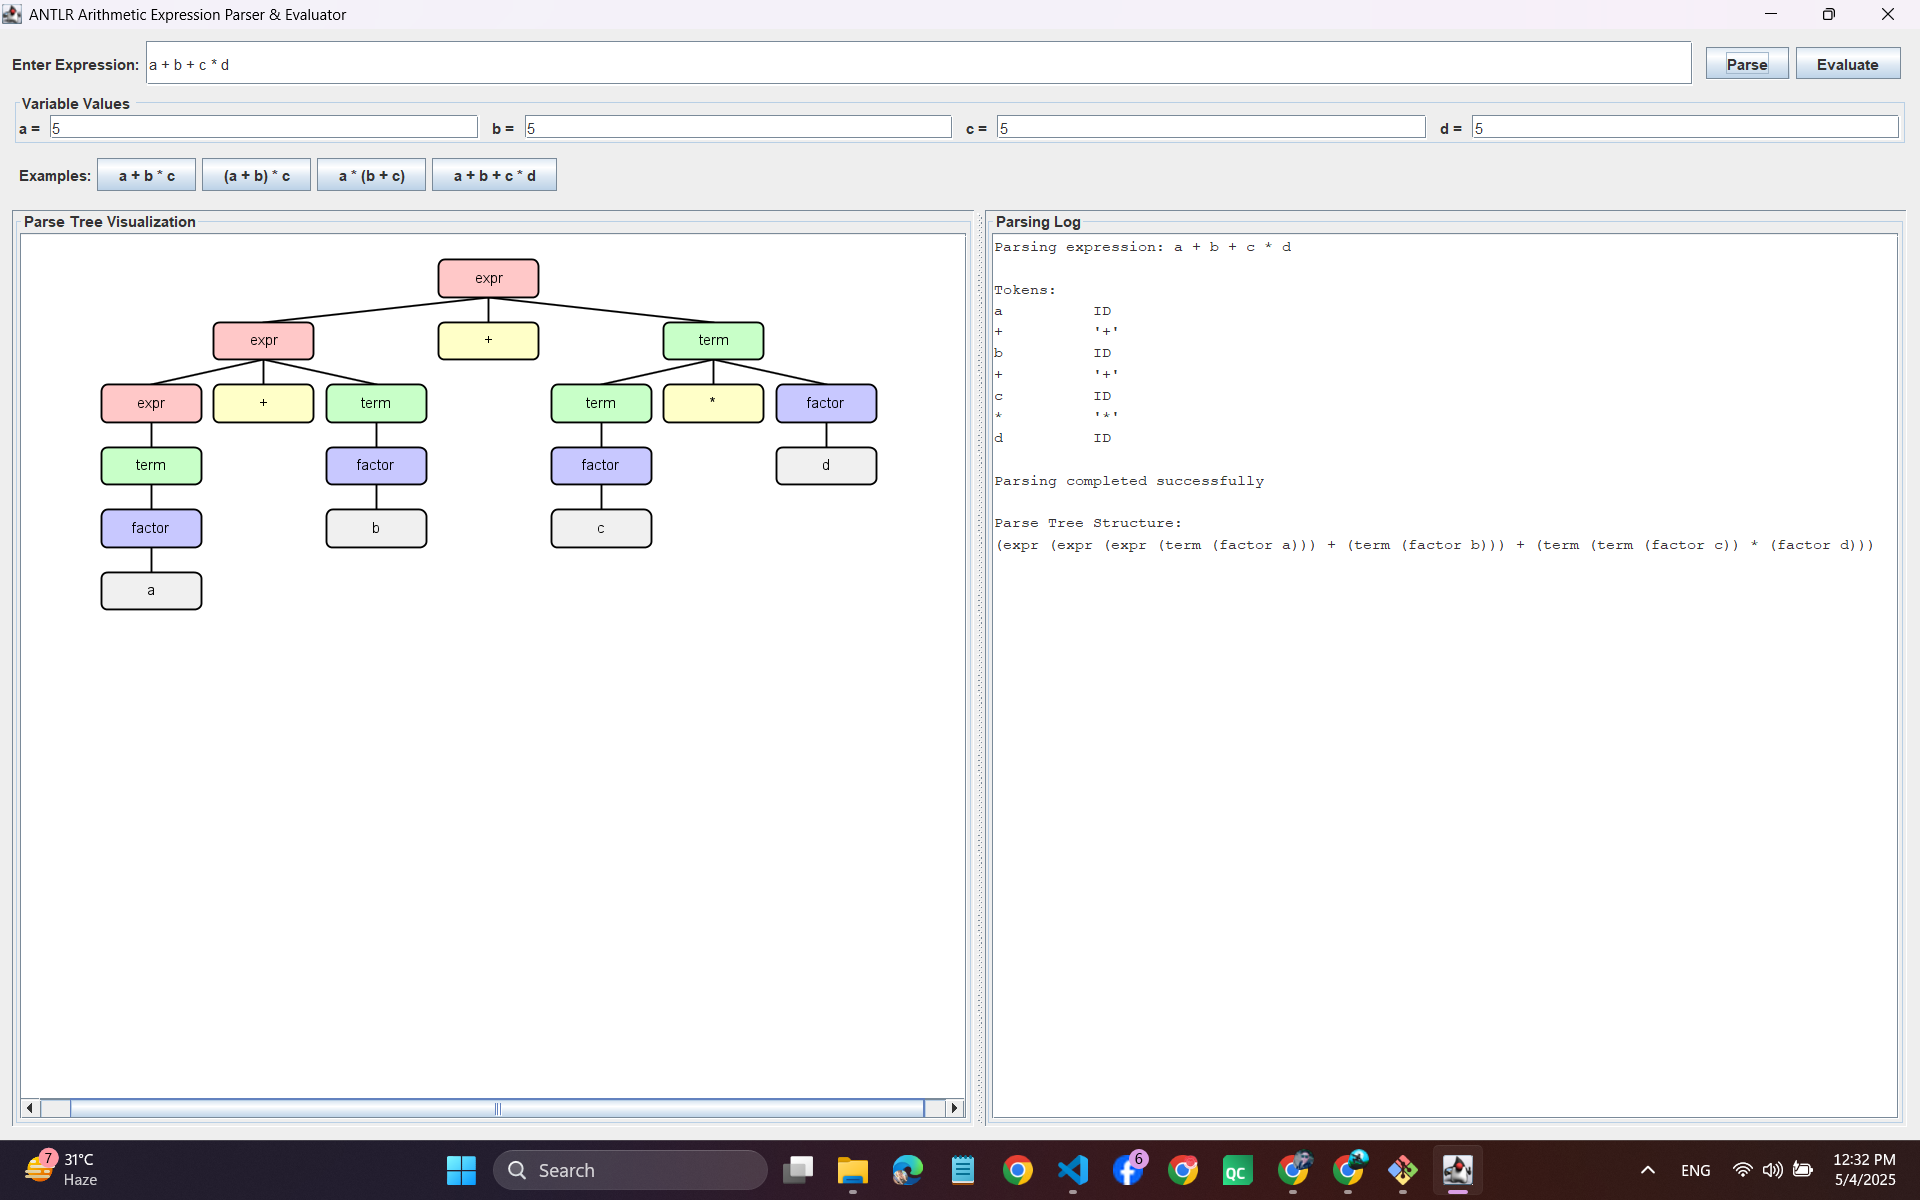 ANTLR Arithmetic Expression Parser & Evaluator
Enter Expression: a + b + c * d Parse Evaluate
Variable Values
a = 5 b = 5 c = 5 d = 5
Examples: a + b * c (a + b) * c a * (b + c) a + b + c * d
Parse Tree Visualization
expr
expr + term
expr + term term * factor
term factor factor d
factor b c
a
Parsing Log
Parsing expression: a + b + c * d
Tokens:
a ID
+ '+'
b ID
+ '+'
c ID
* '*'
d ID
Parsing completed successfully
Parse Tree Structure:
(expr (expr (expr (term (factor a))) + (term (factor b))) + (term (term (factor c)) * (factor d)))
7 31°C
Haze
Search
QC
6
ENG
12:32 PM
5/4/2025